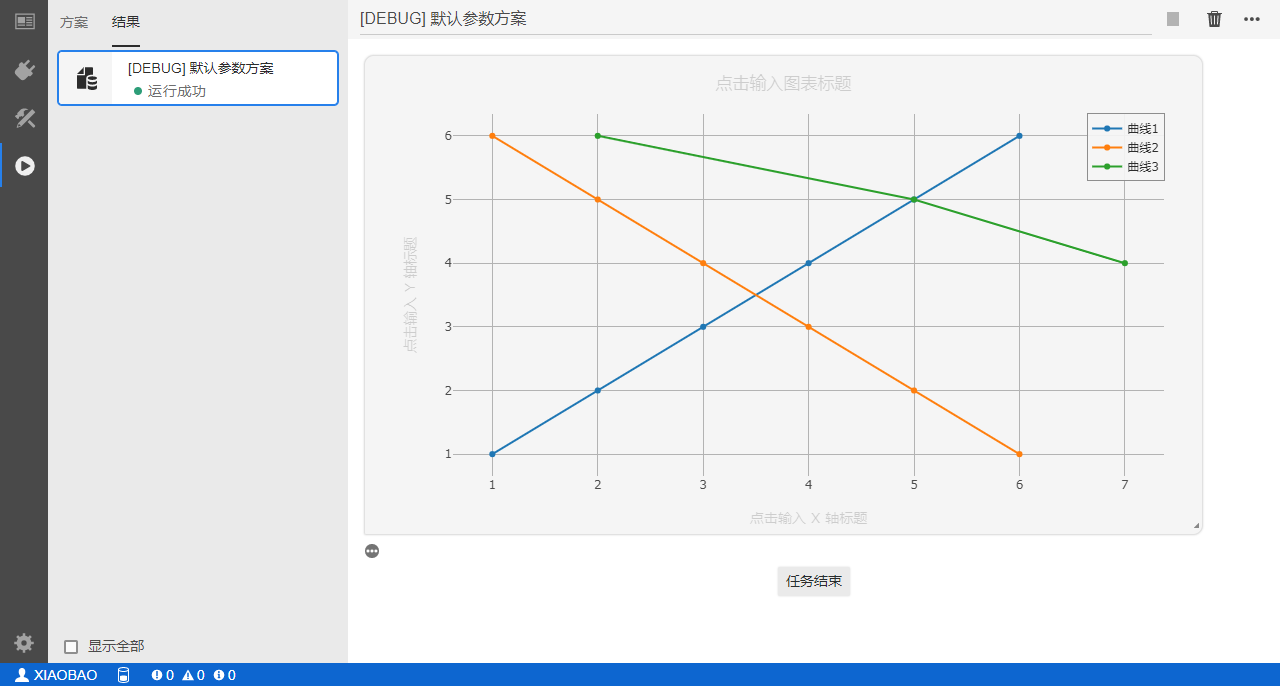 方案 结果
[DEBUG] 默认参数方案
运行成功
显示全部
[DEBUG] 默认参数方案
点击输入图表标题
曲线1
曲线2
曲线3
点击输入 Y 轴标题
6
5
4
3
2
1
1 2 3 4 5 6 7
点击输入 X 轴标题
任务结束
XIAOBAO 0 0 0